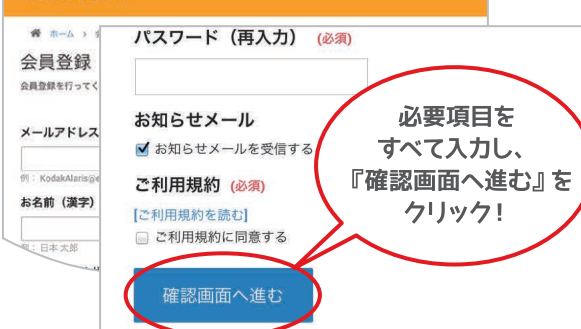 ホーム ›
会員登録
会員登録を行ってく
メールアドレス
例：KodakAlaris@e
お名前（漢字）
例：日本太郎
パスワード（再入力） (必須)
お知らせメール
お知らせメールを受信する
ご利用規約 (必須)
[ご利用規約を読む]
ご利用規約に同意する
確認画面へ進む
必要項目を
すべて入力し、
『確認画面へ進む』を
クリック！